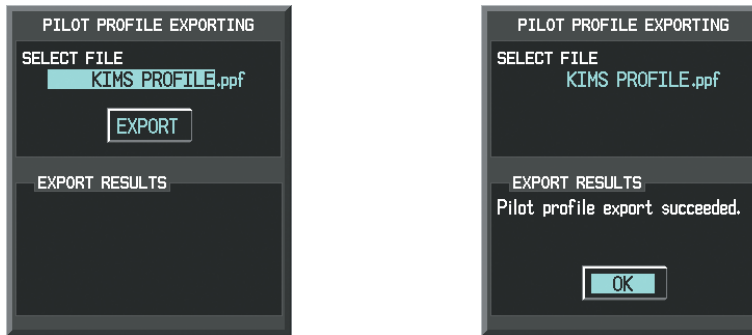 PILOT PROFILE EXPORTING
SELECT FILE
KIMS PROFILE.ppf
EXPORT
EXPORT RESULTS
PILOT PROFILE EXPORTING
SELECT FILE
KIMS PROFILE.ppf
EXPORT RESULTS
Pilot profile export succeeded.
OK